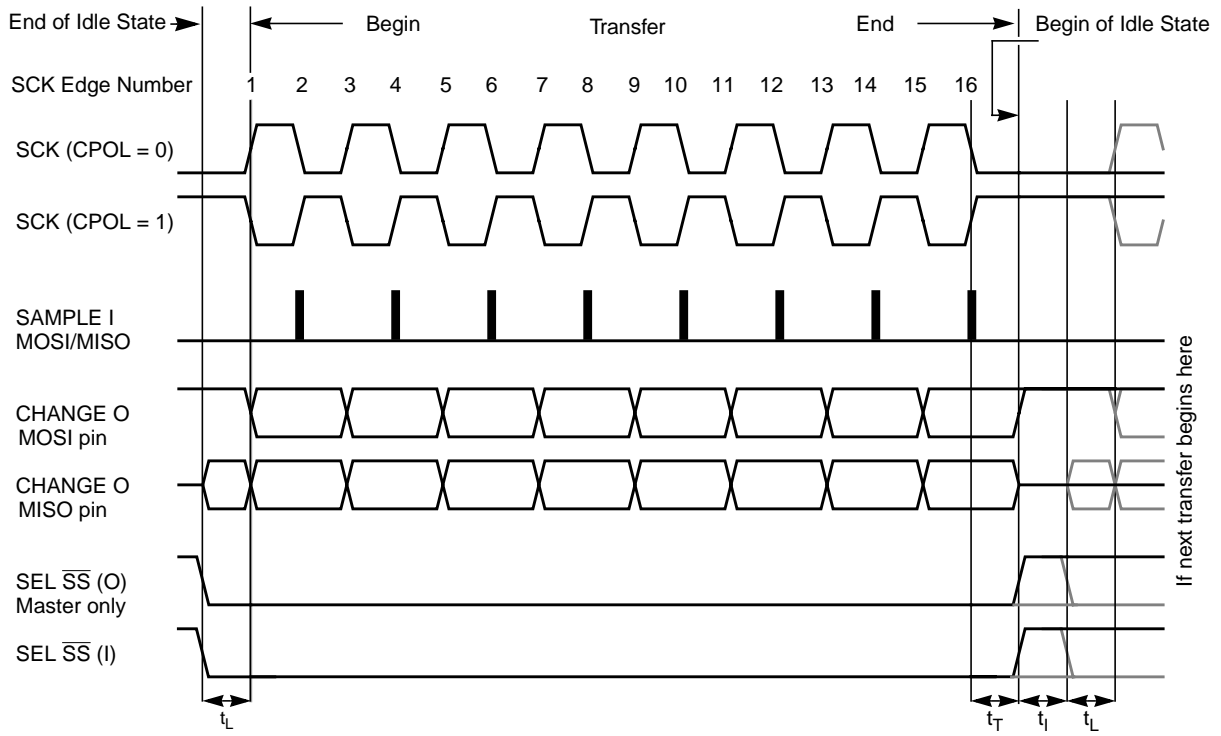 End of Idle State
Begin
Transfer
End
Begin of Idle State
SCK Edge Number
1 2 3 4 5 6 7 8 9 10 11 12 13 14 15 16
SCK (CPOL = 0)
SCK (CPOL = 1)
SAMPLE I
MOSI/MISO
CHANGE O
MOSI pin
CHANGE O
MISO pin
SEL S̅S̅ (O)
Master only
SEL S̅S̅ (I)
tL
tT
tI
tL
If next transfer begins here